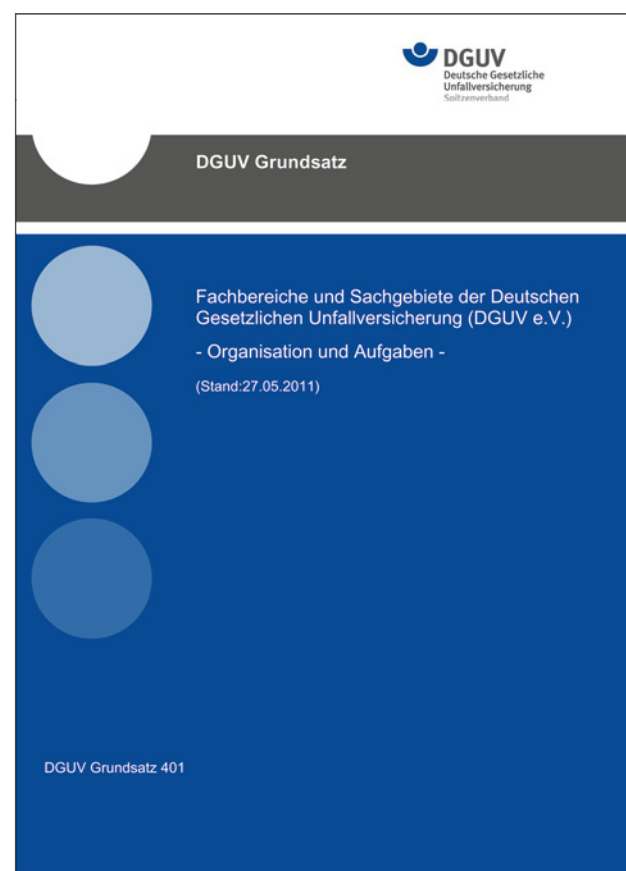 DGUV
Deutsche Gesetzliche
Unfallversicherung
Spitzenverband
DGUV Grundsatz
Fachbereiche und Sachgebiete der Deutschen
Gesetzlichen Unfallversicherung (DGUV e.V.)
- Organisation und Aufgaben -
(Stand:27.05.2011)
DGUV Grundsatz 401